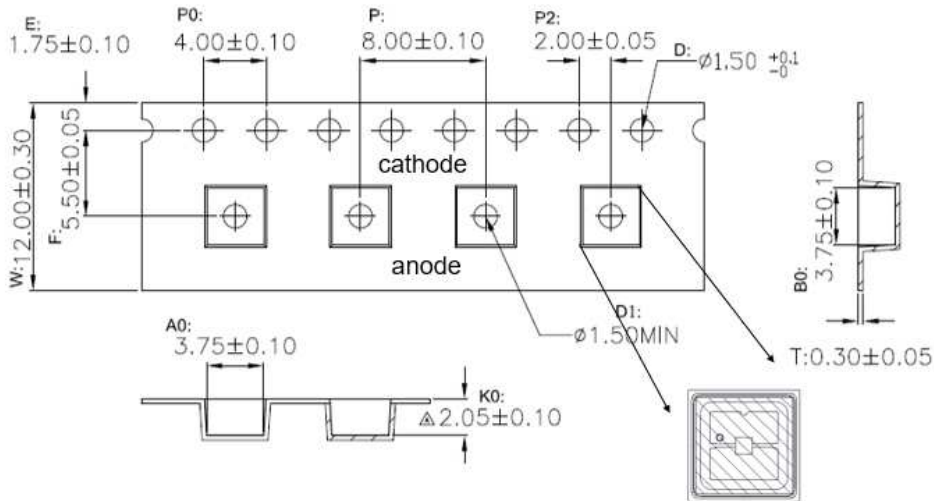 E:
1.75±0.10
P0:
4.00±0.10
P:
8.00±0.10
P2:
2.00±0.05
D: Ø1.50 +0.1 -0
W: 12.00±0.30
F: 5.50±0.05
cathode
anode
B0: 3.75±0.10
D1:
Ø1.50MIN
T:0.30±0.05
A0:
3.75±0.10
K0:
2.05±0.10